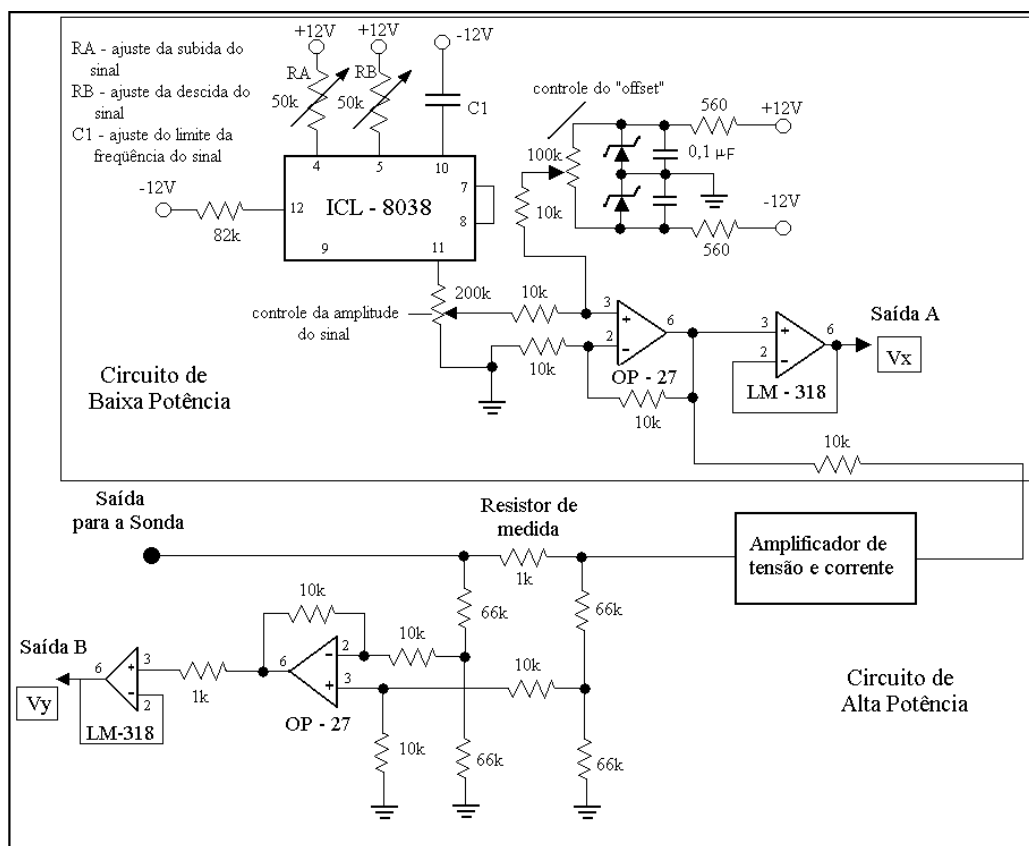 RA - ajuste da subida do
sinal
RB - ajuste da descida do
sinal
C1 - ajuste do limite da
freqüência do sinal
+12V
+12V
-12V
RA
RB
50k
50k
C1
controle do "offset"
560
+12V
100k
0,1 µF
-12V
560
10k
-12V
82k
4
5
10
12
ICL - 8038
7
8
9
11
200k
controle da amplitude
do sinal
10k
10k
10k
3
+
2
-
6
OP - 27
3
+
2
-
6
LM - 318
Saída A
Vx
Circuito de
Baixa Potência
10k
Saída
para a Sonda
Resistor de
medida
1k
Amplificador de
tensão e corrente
66k
66k
10k
10k
10k
Saída B
Vy
6
+
3
-
2
LM-318
1k
6
-
2
+
3
OP - 27
10k
66k
66k
Circuito de
Alta Potência